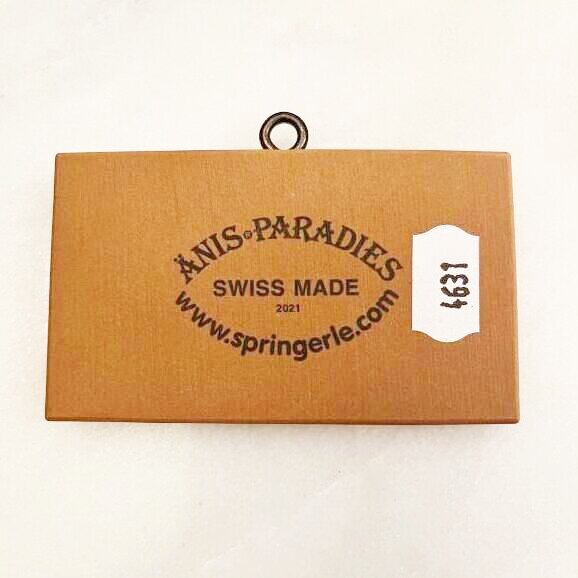 ÄNIS-PARADIES
SWISS MADE
2021
www.springerle.com
4631